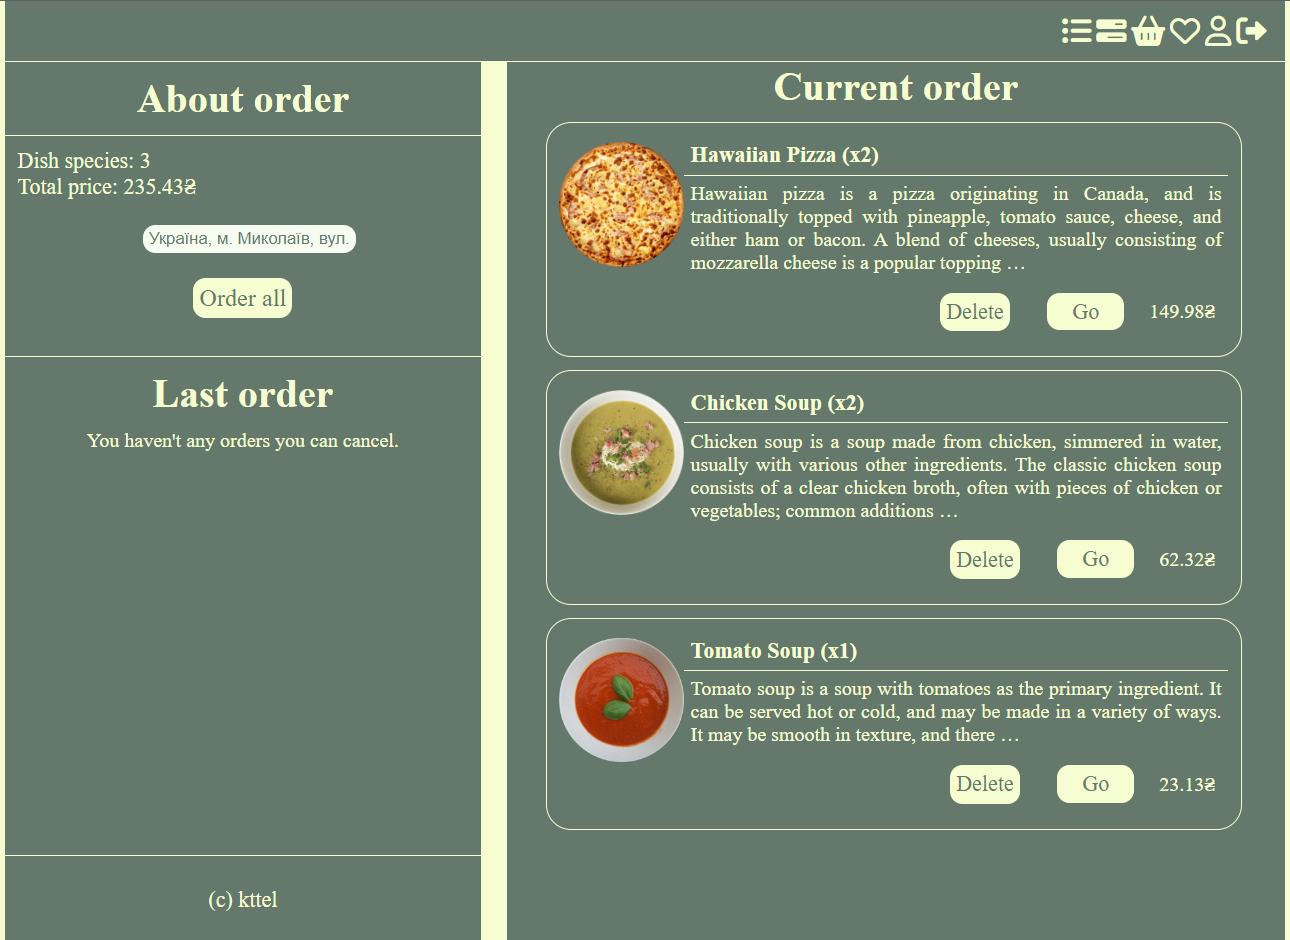 About order
Dish species: 3
Total price: 235.43₴
Україна, м. Миколаїв, вул.
Order all
Last order
You haven't any orders you can cancel.
(c) kttel
Current order
Hawaiian Pizza (x2)
Hawaiian pizza is a pizza originating in Canada, and is
traditionally topped with pineapple, tomato sauce, cheese, and
either ham or bacon. A blend of cheeses, usually consisting of
mozzarella cheese is a popular topping …
Delete Go 149.98₴
Chicken Soup (x2)
Chicken soup is a soup made from chicken, simmered in water,
usually with various other ingredients. The classic chicken soup
consists of a clear chicken broth, often with pieces of chicken or
vegetables; common additions …
Delete Go 62.32₴
Tomato Soup (x1)
Tomato soup is a soup with tomatoes as the primary ingredient. It
can be served hot or cold, and may be made in a variety of ways.
It may be smooth in texture, and there …
Delete Go 23.13₴